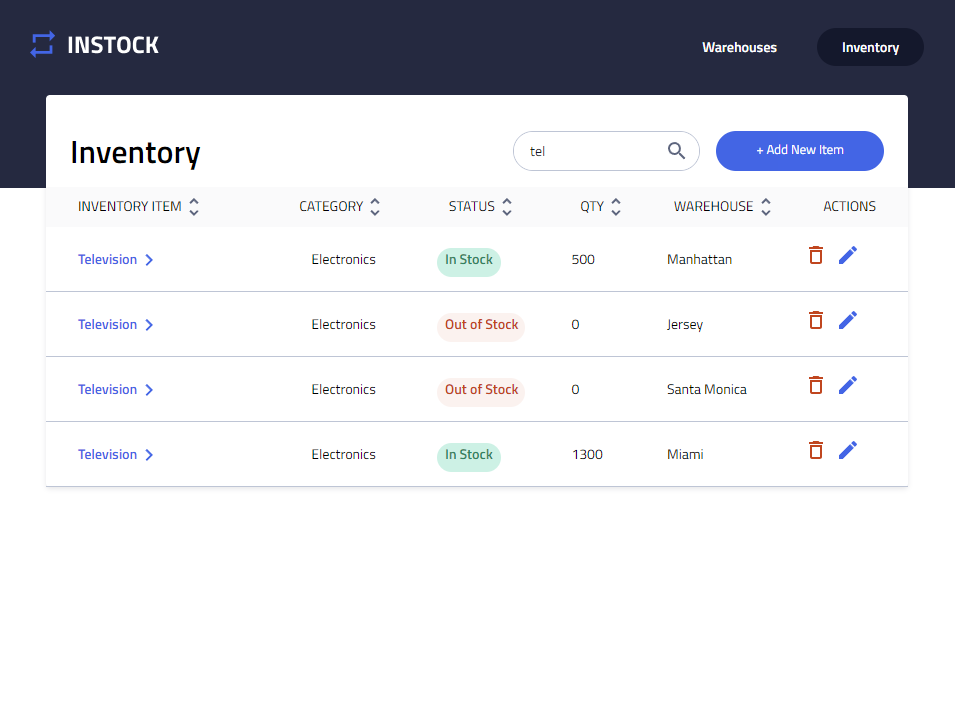 INSTOCK
Warehouses Inventory
Inventory
tel
+ Add New Item
INVENTORY ITEM CATEGORY STATUS QTY WAREHOUSE ACTIONS
Television Electronics In Stock 500 Manhattan
Television Electronics Out of Stock 0 Jersey
Television Electronics Out of Stock 0 Santa Monica
Television Electronics In Stock 1300 Miami